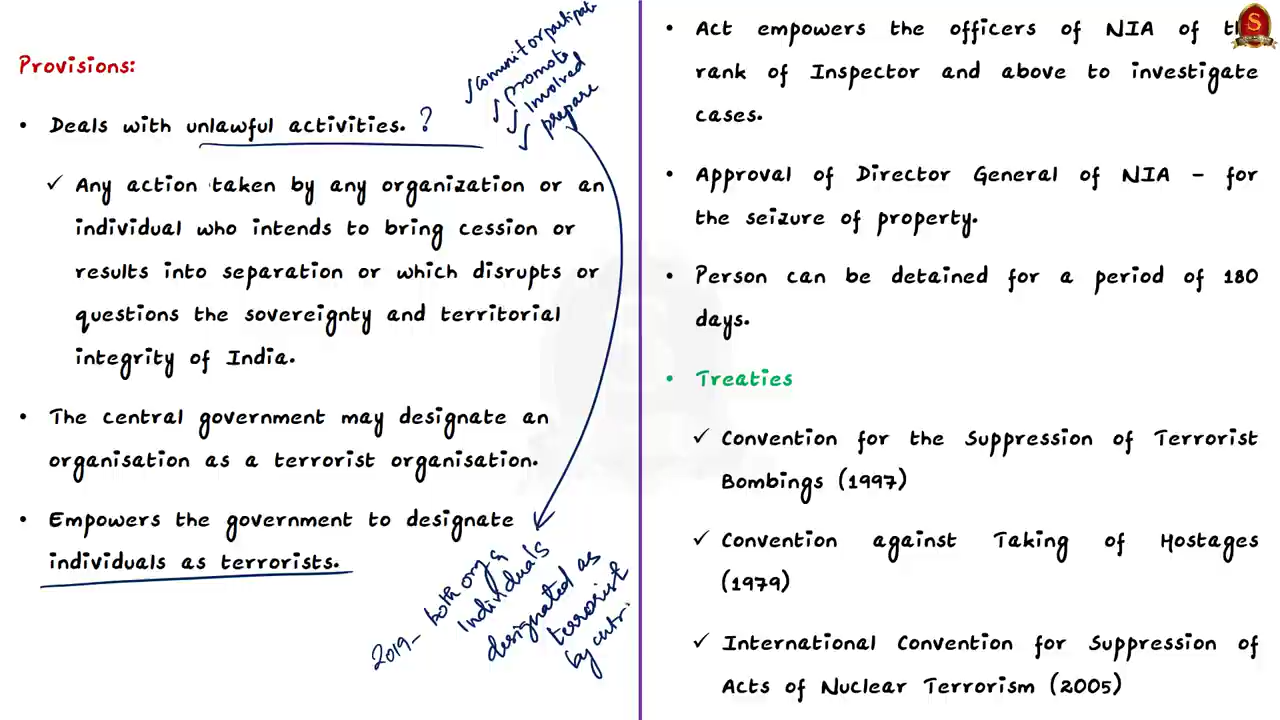 Provisions:
• Deals with unlawful activities. ?
✓ commit or participate
✓ promote
✓ involved
✓ prepare
✓ Any action taken by any organization or an
individual who intends to bring cession or
results into separation or which disrupts or
questions the sovereignty and territorial
integrity of India.
• The central government may designate an
organisation as a terrorist organisation.
• Empowers the government to designate
individuals as terrorists.
2019- both org &
Individuals
designated as
terrorist
by
• Act empowers the officers of NIA of
rank of Inspector and above to investigate
cases.
• Approval of Director General of NIA - for
the seizure of property.
• Person can be detained for a period of 180
days.
• Treaties
✓ Convention for the Suppression of Terrorist
Bombings (1997)
✓ Convention against Taking of Hostages
(1979)
✓ International Convention for Suppression of
Acts of Nuclear Terrorism (2005)
S